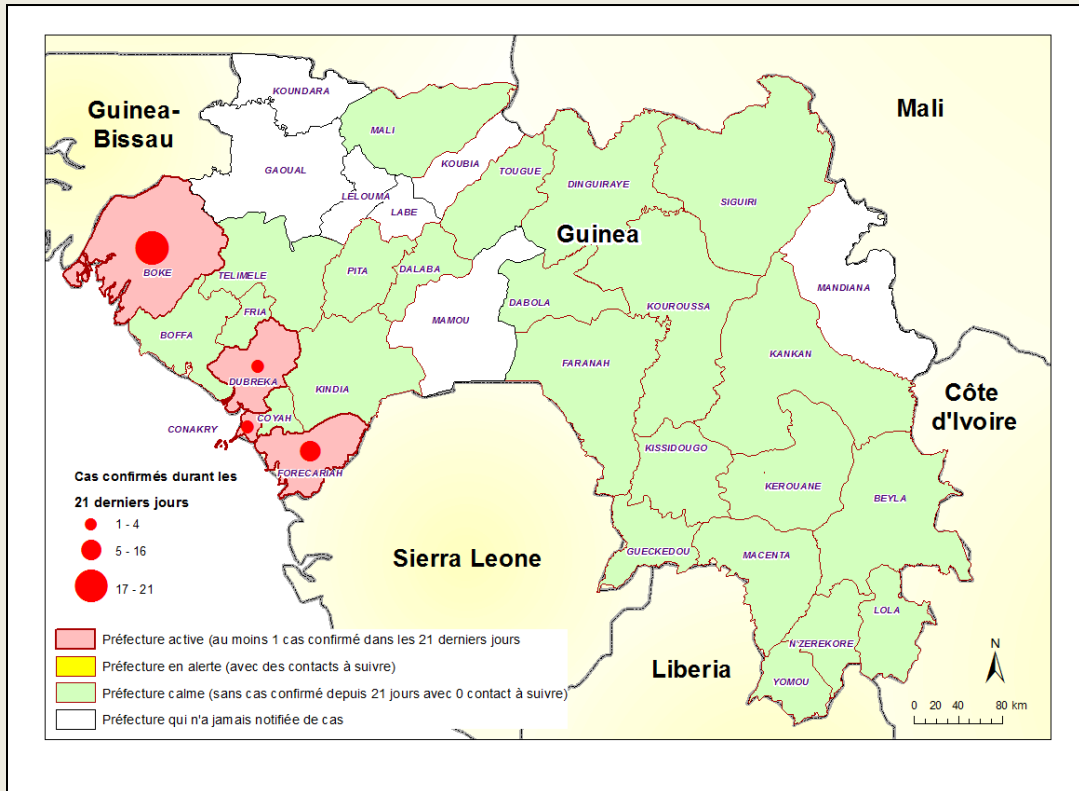 KOUNDARA
Guinea-
Bissau
Mali
MALI
KOUBIA
GAOUAL
TOUGUE
DINGUIRAYE
LELOUMA
SIGUIRI
LABE
Guinea
BOKE
TELIMELE
PITA
DALABA
MANDIANA
DABOLA
KOUROUSSA
FRIA
MAMOU
BOFFA
KANKAN
FARANAH
DUBREKA
KINDIA
Côte
d'Ivoire
COYAH
CONAKRY
KISSIDOUGO
FORECARIAH
KEROUANE
BEYLA
Cas confirmés durant les
21 derniers jours
1 - 4
5 - 16
17 - 21
Sierra Leone
GUECKEDOU
MACENTA
LOLA
N'ZEREKORE
Liberia
YOMOU
Préfecture active (au moins 1 cas confirmé dans les 21 derniers jours
Préfecture en alerte (avec des contacts à suivre)
Préfecture calme (sans cas confirmé depuis 21 jours avec 0 contact à suivre)
Préfecture qui n'a jamais notifiée de cas
N
0 20 40 80 km